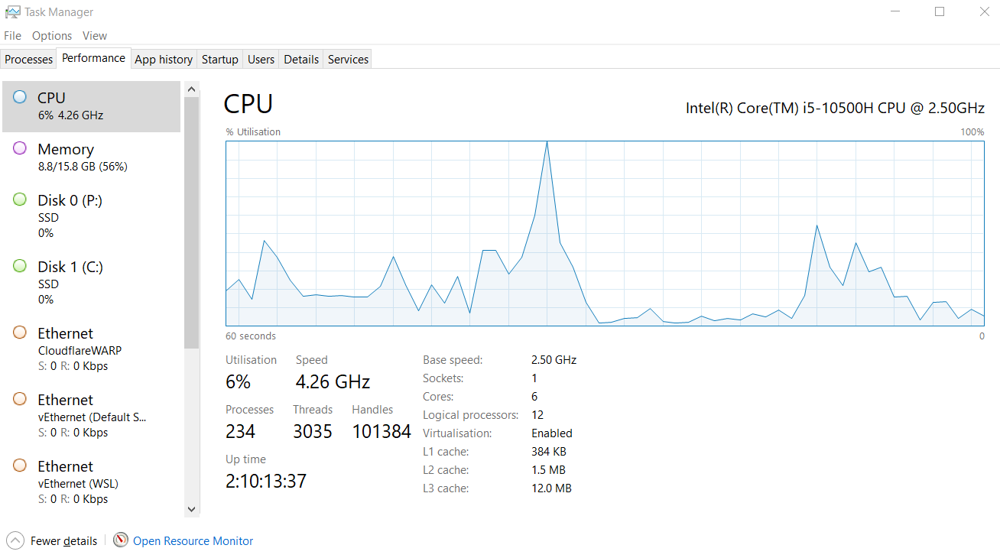 Task Manager
File Options View
Processes Performance App history Startup Users Details Services
CPU
6% 4.26 GHz
Memory
8.8/15.8 GB (56%)
Disk 0 (P:)
SSD
0%
Disk 1 (C:)
SSD
0%
Ethernet
CloudflareWARP
S: 0 R: 0 Kbps
Ethernet
vEthernet (Default S...
S: 0 R: 0 Kbps
Ethernet
vEthernet (WSL)
S: 0 R: 0 Kbps
CPU
Intel(R) Core(TM) i5-10500H CPU @ 2.50GHz
% Utilisation 100%
60 seconds 0
Utilisation Speed
6% 4.26 GHz
Processes Threads Handles
234 3035 101384
Up time
2:10:13:37
Base speed: 2.50 GHz
Sockets: 1
Cores: 6
Logical processors: 12
Virtualisation: Enabled
L1 cache: 384 KB
L2 cache: 1.5 MB
L3 cache: 12.0 MB
Fewer details Open Resource Monitor